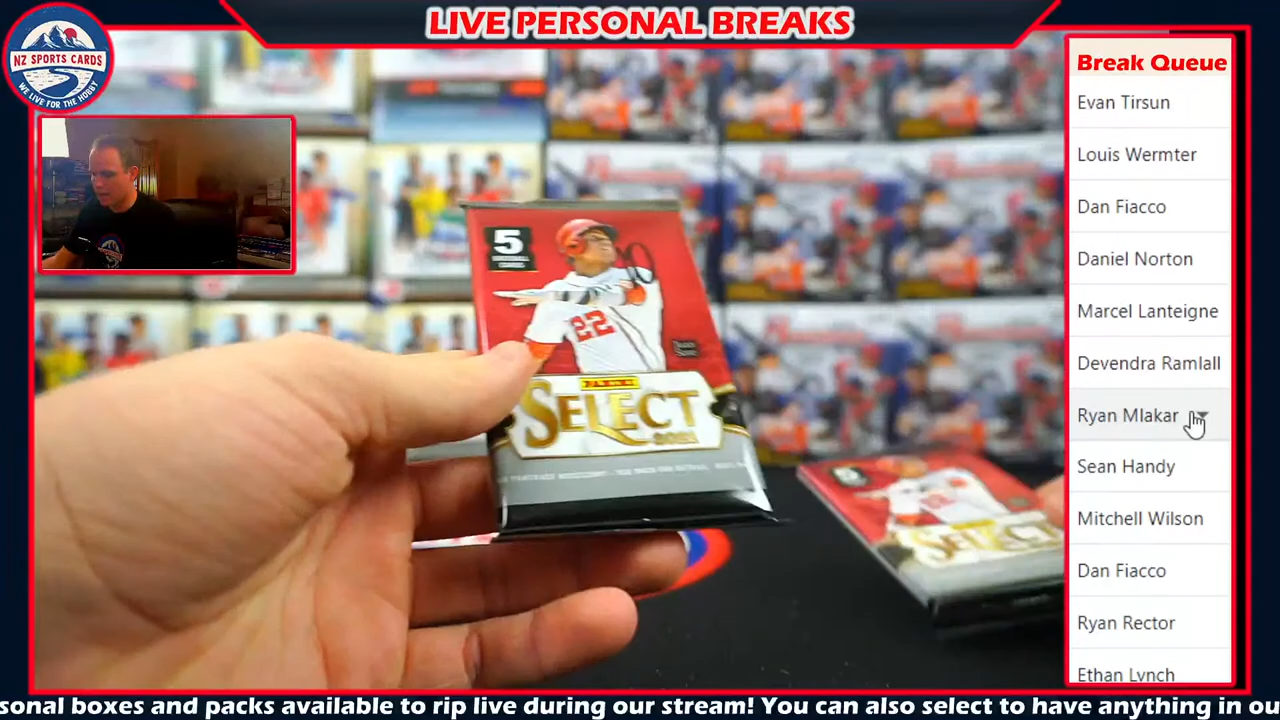 LIVE PERSONAL BREAKS
NZ SPORTS CARDS
WE LIVE FOR THE HOBBY
Break Queue
Evan Tirsun
Louis Wermter
Dan Fiacco
Daniel Norton
Marcel Lanteigne
Devendra Ramlall
Ryan Mlakar
Sean Handy
Mitchell Wilson
Dan Fiacco
Ryan Rector
Ethan Lynch
5
22
PANINI
SELECT
SELECT
sonal boxes and packs available to rip live during our stream! You can also select to have anything in ou